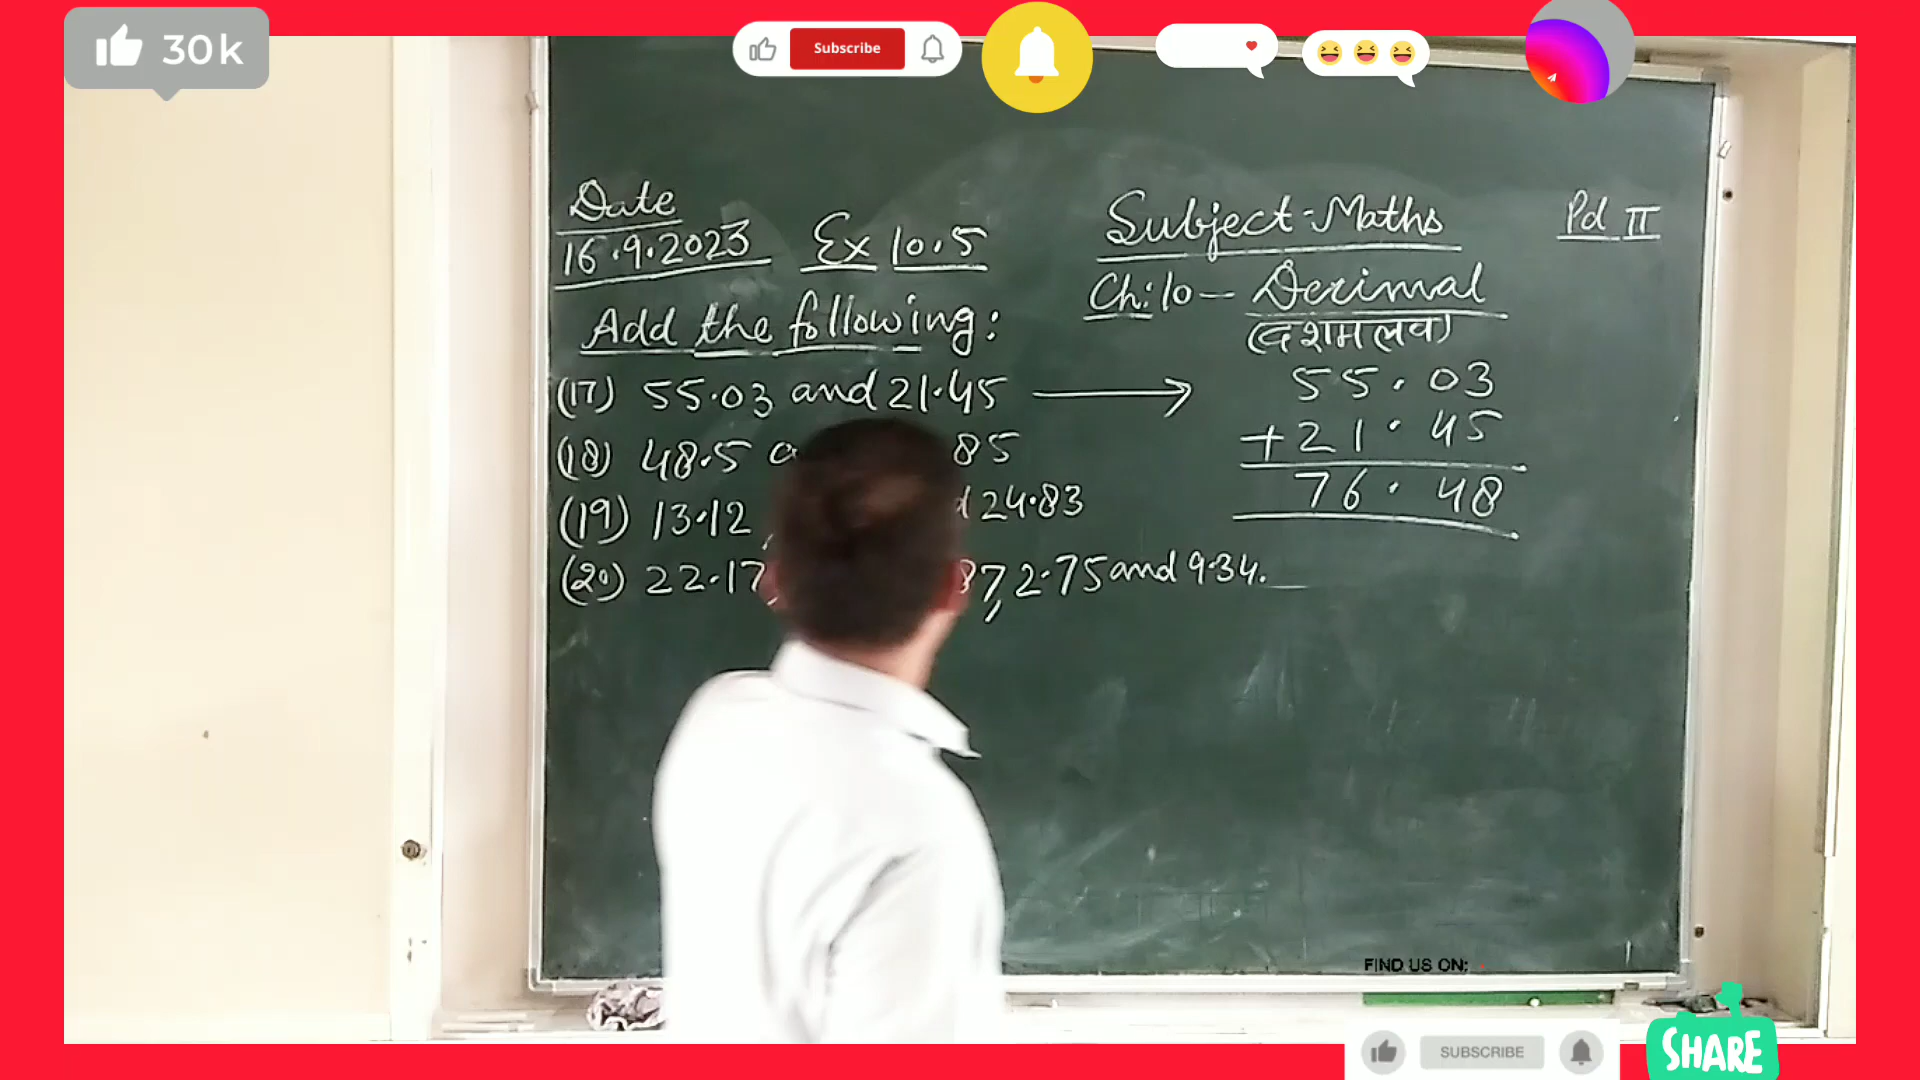 30k
Subscribe
Date
16.9.2023 Ex 10.5
Subject-Maths
Pd II
Ch:10- Decimal
(दशमलव)
Add the following:
(17) 55.03 and 21.45
(18) 48.5 85
(19) 13.12 24.83
(20) 22.17, 2.75 and 9.34.
55.03
+21.45
76.48
FIND US ON:
SUBSCRIBE
SHARE